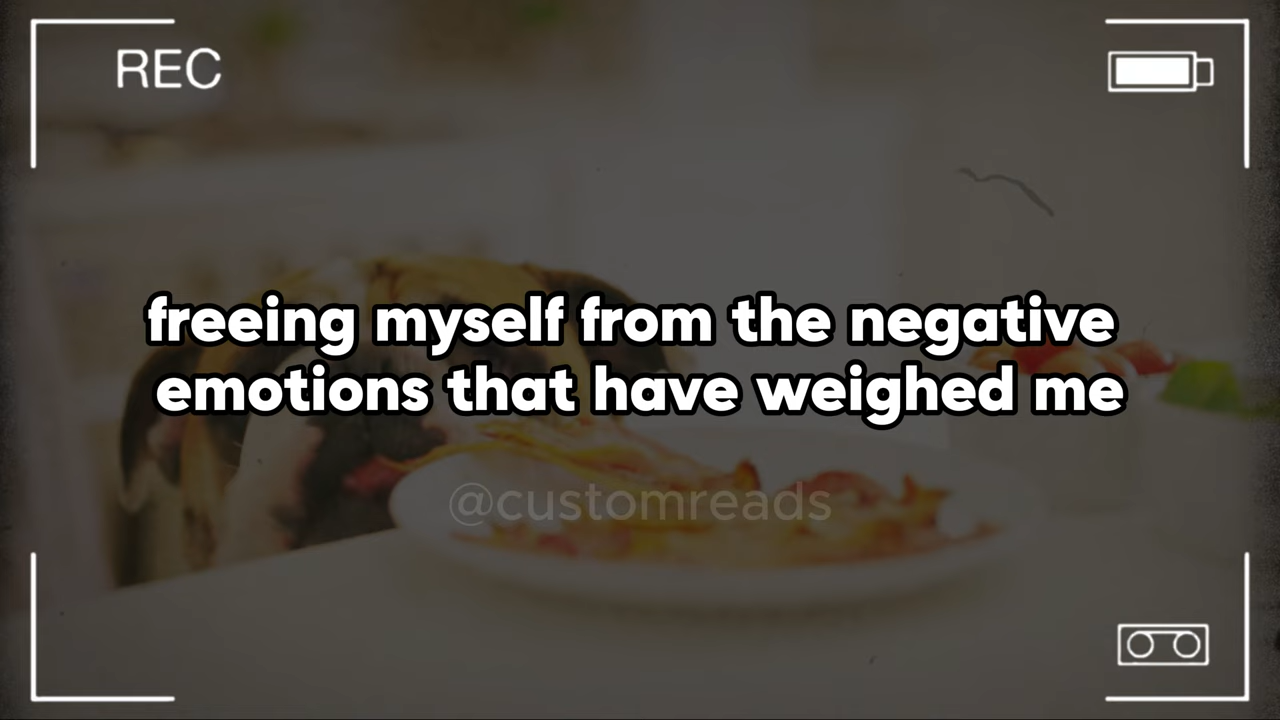 REC
freeing myself from the negative
emotions that have weighed me
@customreads